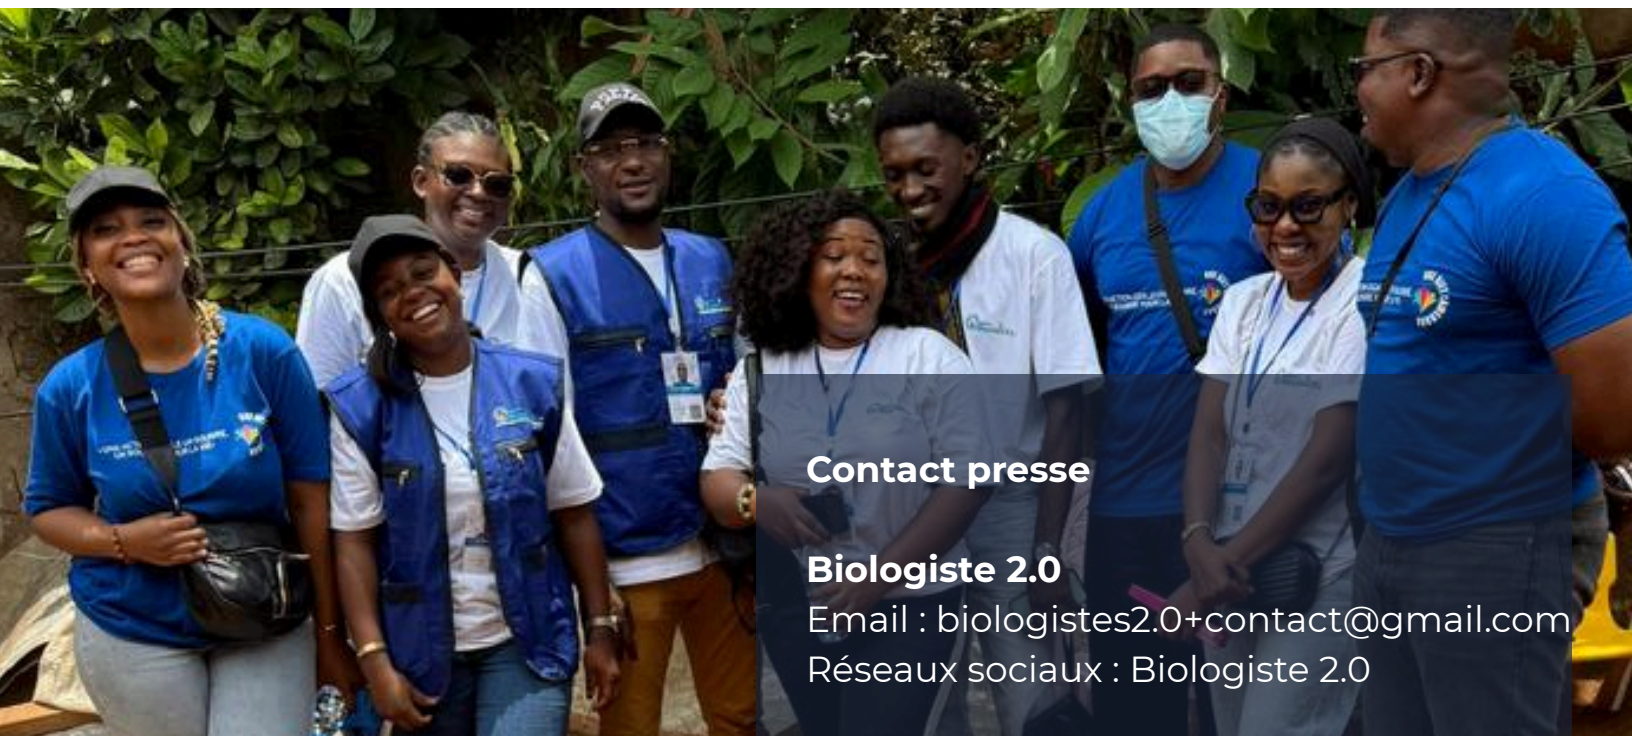 Contact presse
Biologiste 2.0
Email : biologistes2.0+contact@gmail.com
Réseaux sociaux : Biologiste 2.0